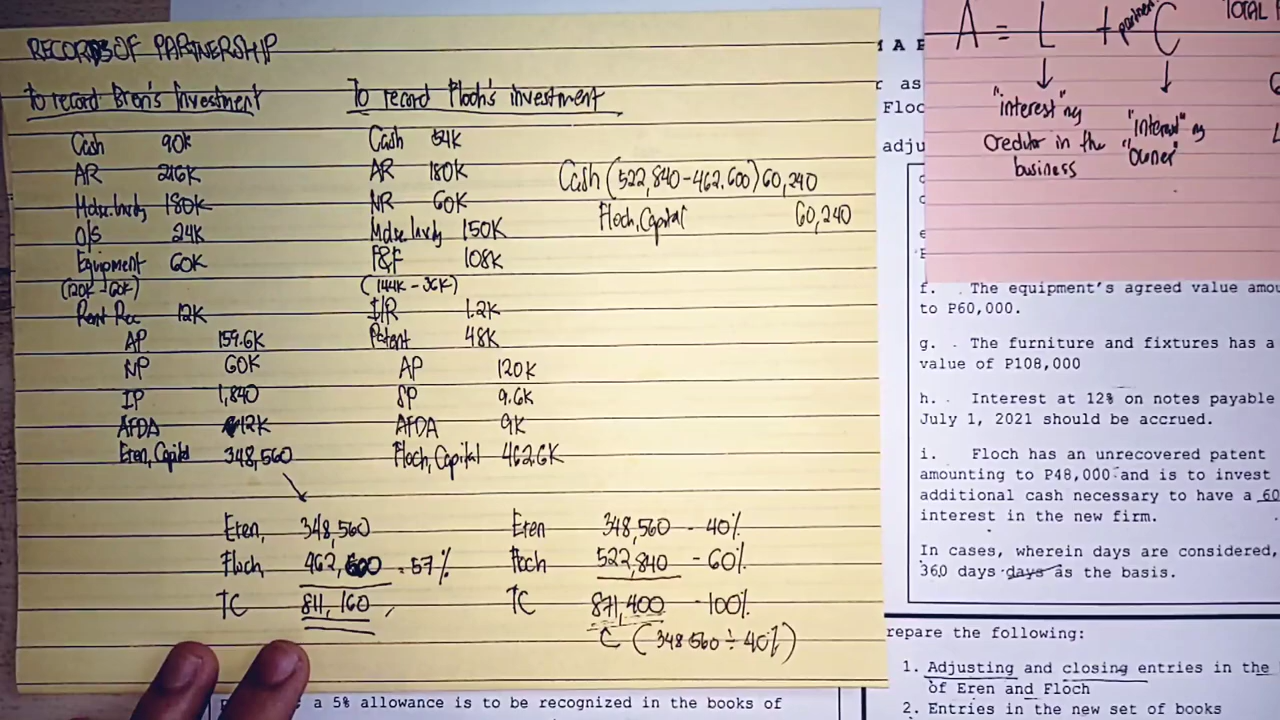 RECORDS OF PARTNERSHIP
To record Eren's Investment
Cash 90K
AR 216K
Mdse. Invty 180K
O/S 24K
Equipment 60K
(120K - 60K)
Rent Rec 12K
AP 159.6K
NP 60K
IP 1,840
AFDA 12K
Eren, Capital 348,560
To record Floch's investment
Cash 54K
AR 180K
NR 60K
Mdse Invty 150K
F&F 108K
(144K - 36K)
I/R 1.2K
Patent 48K
AP 120K
SP 9.6K
AFDA 9K
Floch, Capital 462.6K
Cash (522,840-462,600) 60,240
Floch, Capital 60,240
Eren, 348,560
Floch, 462,600 - 57%
TC 811,160
Eren 348,560 - 40%
Floch 522,840 - 60%
TC 871,400 - 100%
(348 560 ÷ 40%)
A = L + partners' C
"interest" ng
creditor in the
business
"interest" ng
"owner"
TOTAL
as
Floc
adju
f. The equipment's agreed value amou
to P60,000.
g. The furniture and fixtures has a
value of P108,000
h. Interest at 12% on notes payable
July 1, 2021 should be accrued.
i. Floch has an unrecovered patent
amounting to P48,000 and is to invest
additional cash necessary to have a 60
interest in the new firm.
In cases, wherein days are considered,
360 days days as the basis.
repare the following:
1. Adjusting and closing entries in the
of Eren and Floch
2. Entries in the new set of books
a 5% allowance is to be recognized in the books of